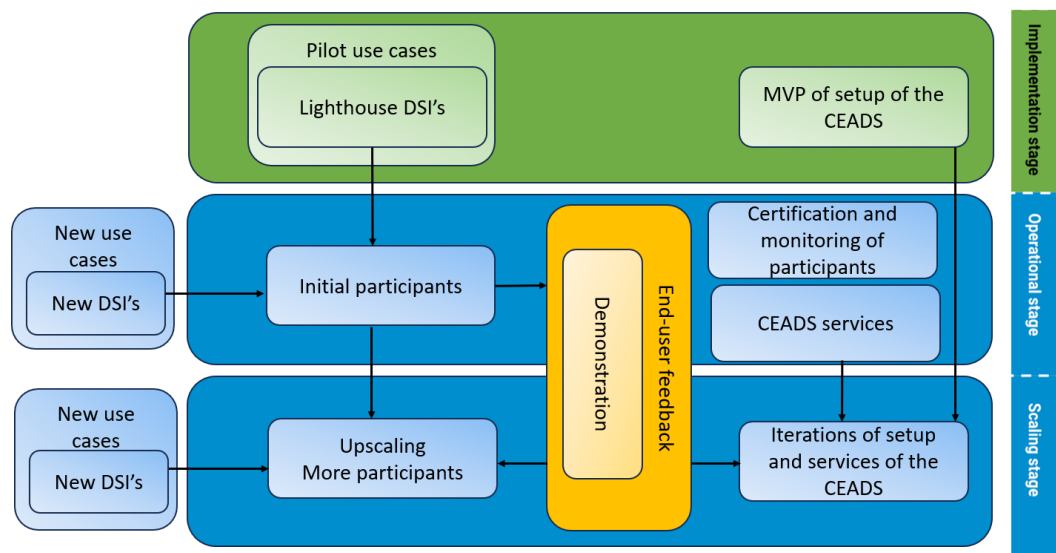 Pilot use cases
Lighthouse DSI's
MVP of setup of the
CEADS
Implementation stage
New use
cases
New DSI's
Initial participants
Demonstration
End-user feedback
Certification and
monitoring of
participants
CEADS services
Operational stage
New use
cases
New DSI's
Upscaling
More participants
Iterations of setup
and services of the
CEADS
Scaling stage